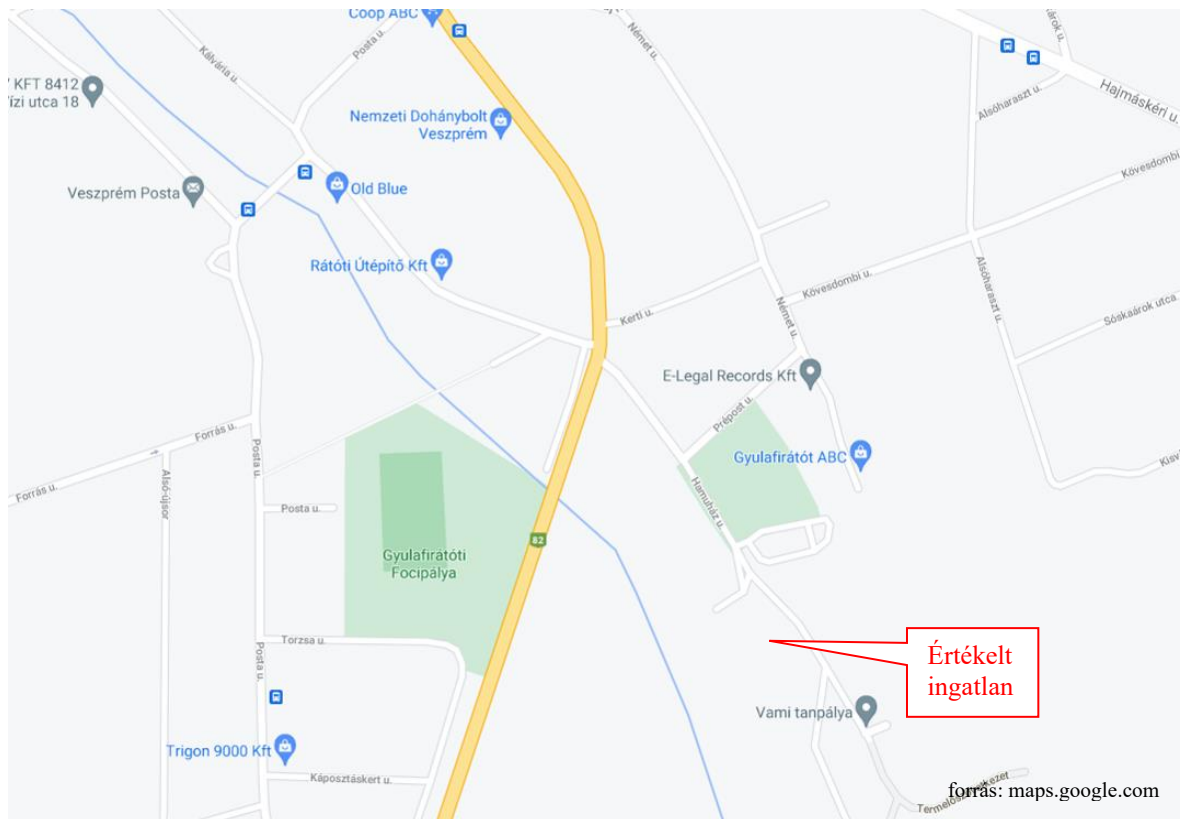 Coop ABC
Posta u.
Német u.
Kálvária u.
KFT 8412
utca 18
Nemzeti Dohánybolt
Veszprém
Alsóharaszt u.
Hajmáskéri u.
Kövesdombi u.
Veszprém Posta
Old Blue
Rátóti Útépítő Kft
Kerti u.
Kövesdombi u.
Német u.
Alsóharaszt u.
Sóskaárok utca
E-Legal Records Kft
Prépost u.
Forrás u.
Posta u.
Gyulafirátót ABC
Forrás u.
Alsó-újsor
Hamuház u.
Posta u.
82
Gyulafirátóti
Focipálya
Torzsa u.
Posta u.
Értékelt
ingatlan
Vami tanpálya
Trigon 9000 Kft
Káposztáskert u.
forrás: maps.google.com